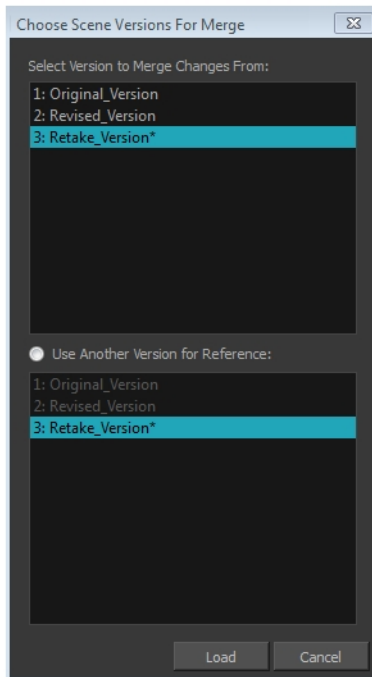 Choose Scene Versions For Merge
Select Version to Merge Changes From:
1: Original_Version
2: Revised_Version
3: Retake_Version*
Use Another Version for Reference:
1: Original_Version
2: Revised_Version
3: Retake_Version*
Load Cancel